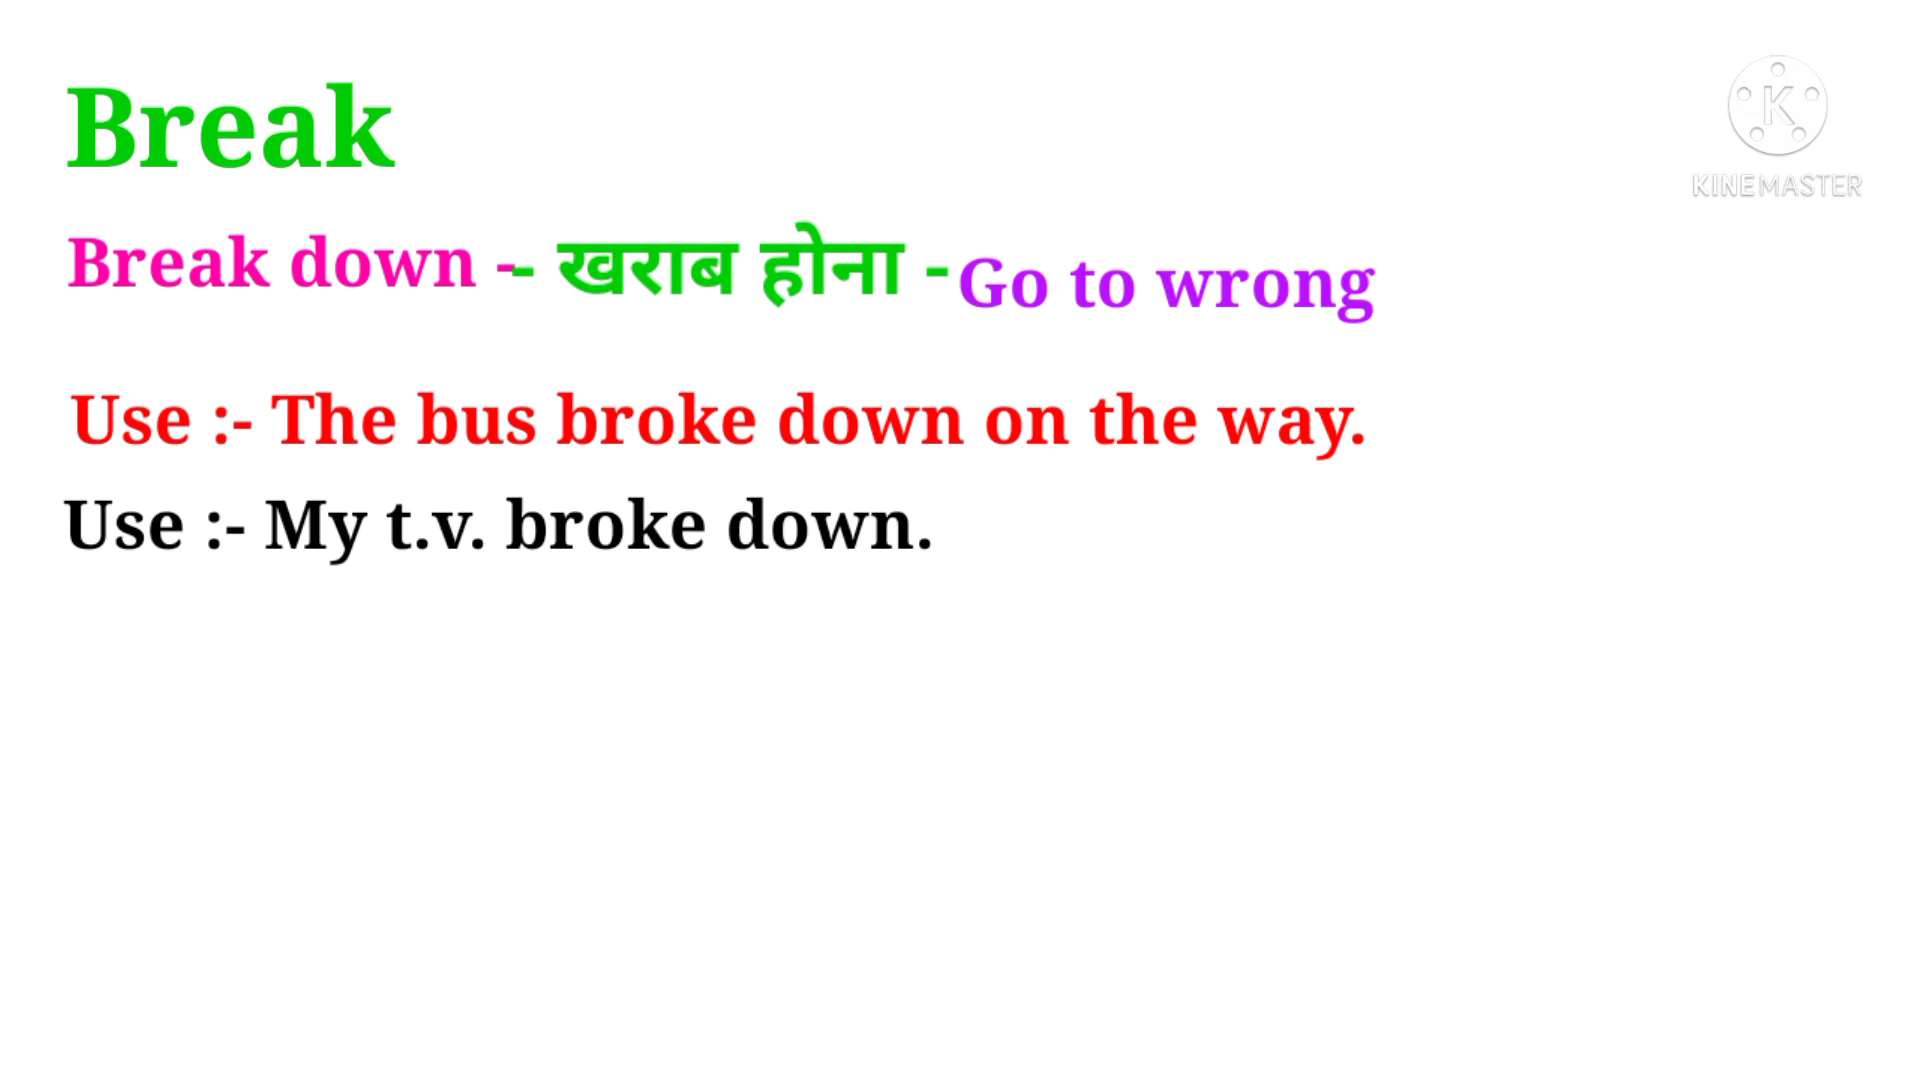 Break
KINEMASTER
Break down -- खराब होना - Go to wrong
Use :- The bus broke down on the way.
Use :- My t.v. broke down.